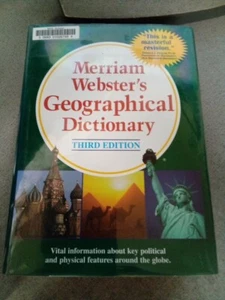 "This is a
wonderful
revision."
Merriam
Webster's
Geographical
Dictionary
THIRD EDITION
Vital information about key political
and physical features around the globe.